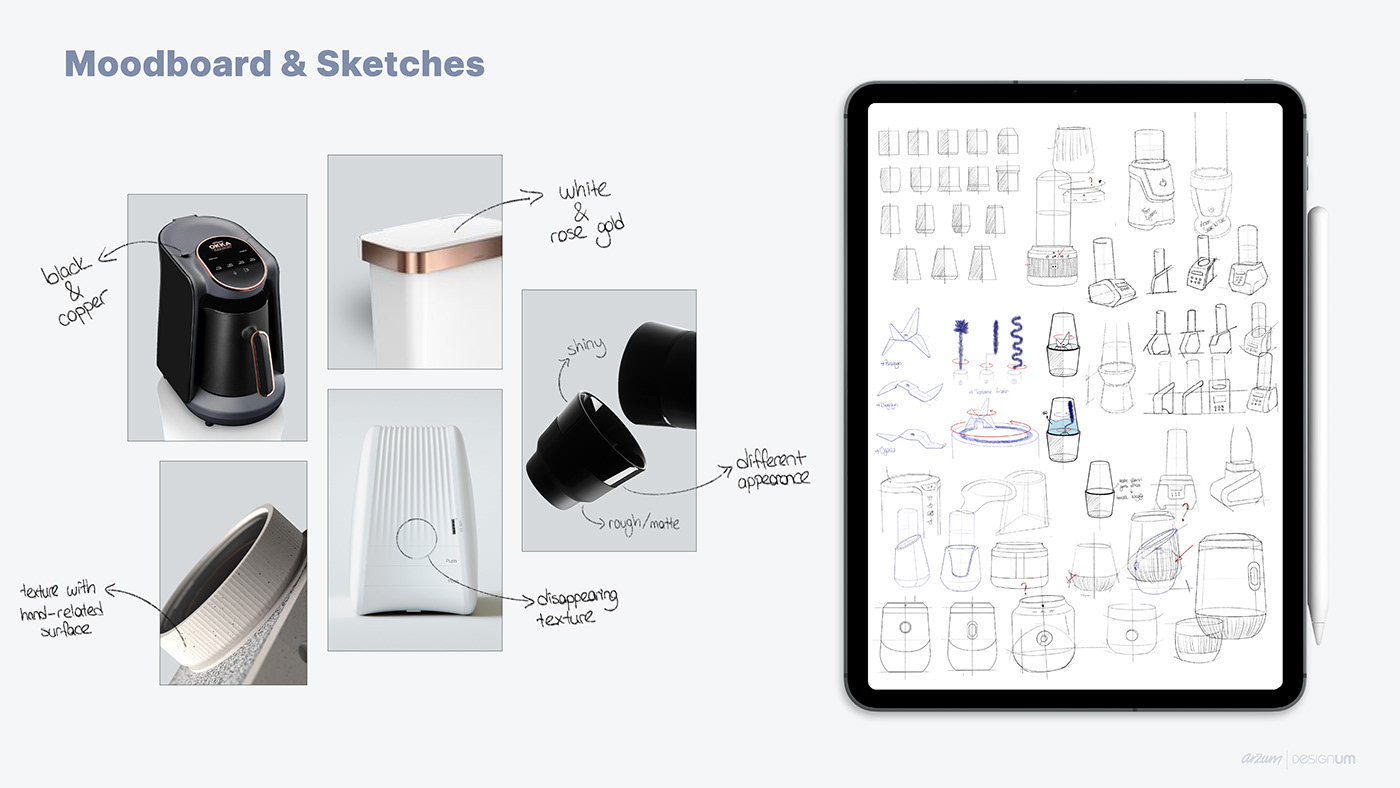 Moodboard & Sketches
black
&
copper
OKKA
white
&
rose gold
shiny
rough/matte
different
appearance
Push
disappearing
texture
texture with
hand-related
surface
?
?
?
arzum | DESIGNUM